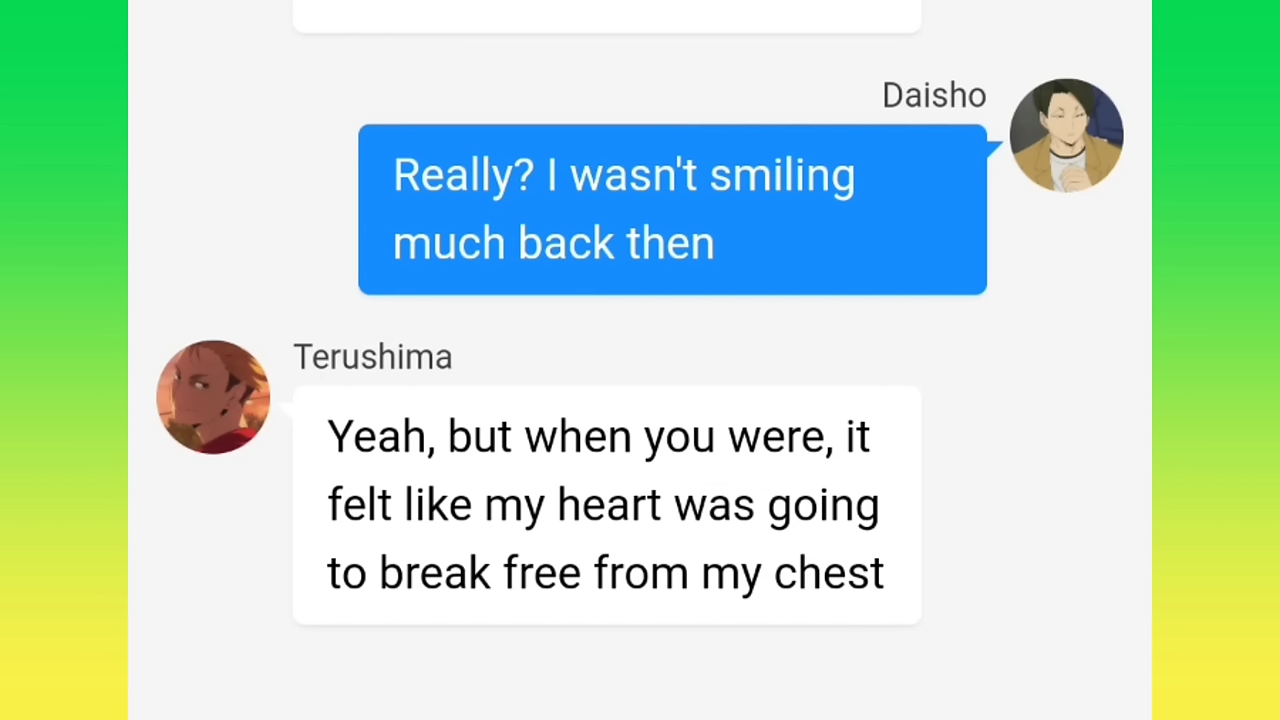 Daisho
Really? I wasn't smiling
much back then
Terushima
Yeah, but when you were, it
felt like my heart was going
to break free from my chest